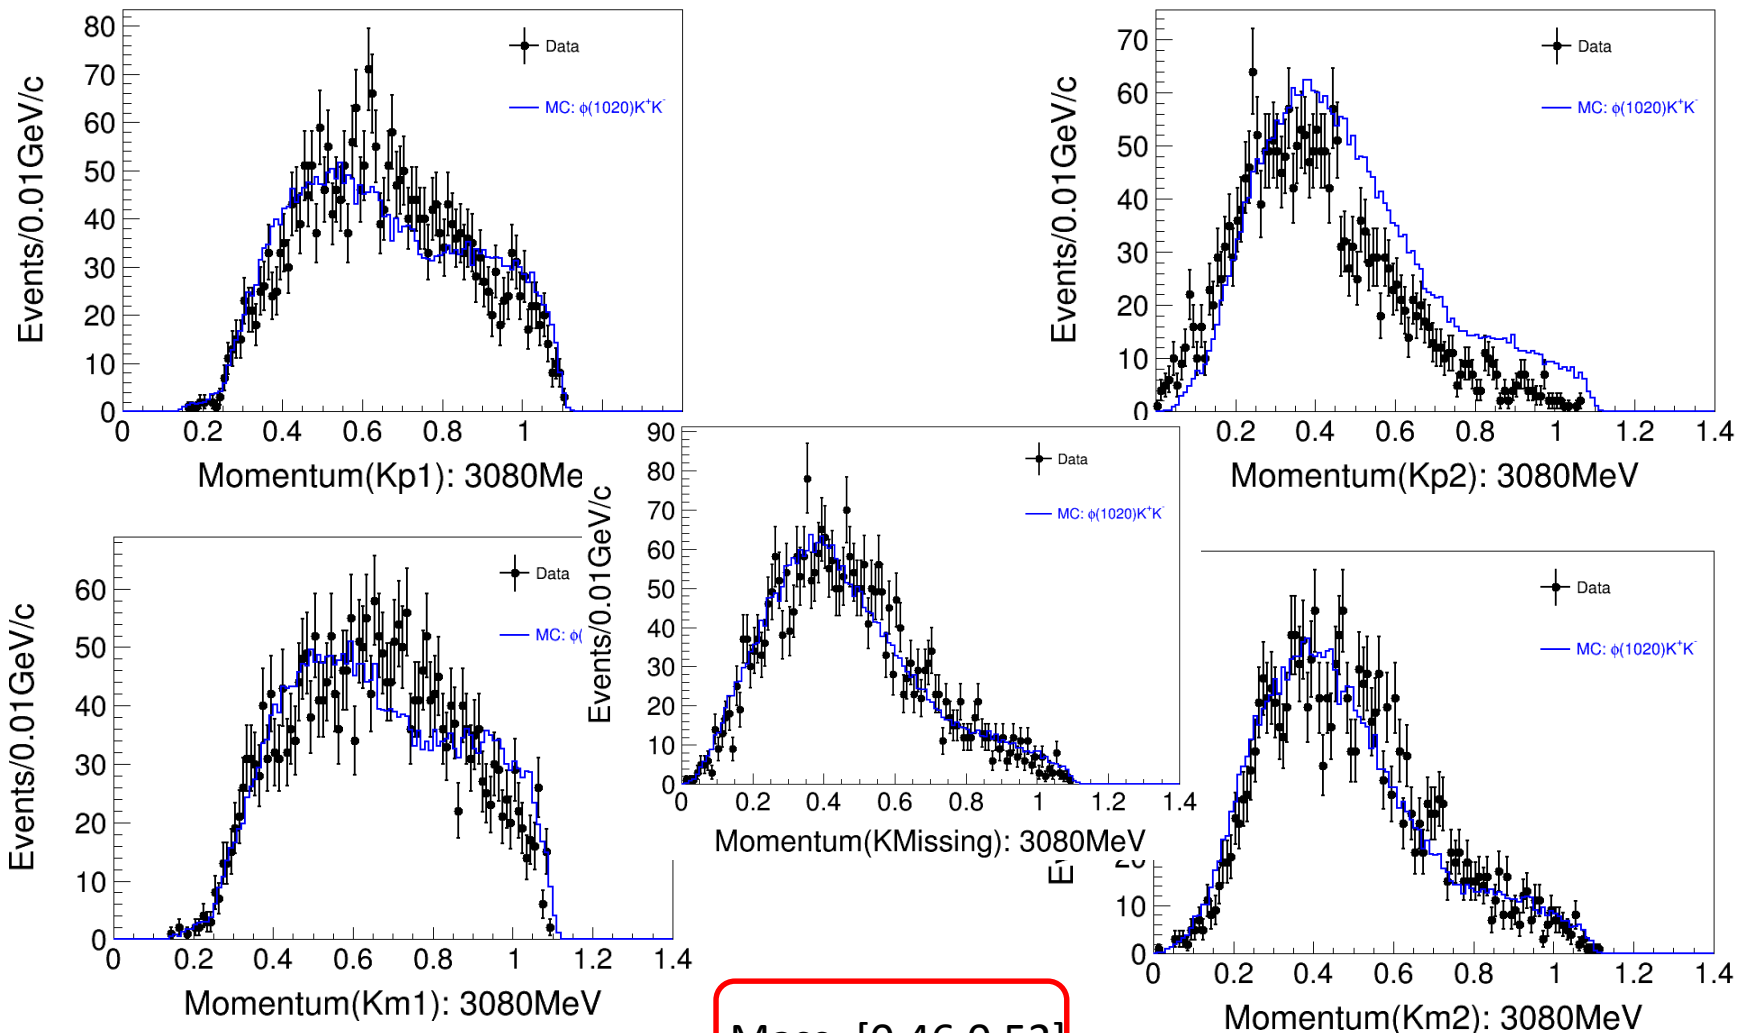 Events/0.01GeV/c
80
70
60
50
40
30
20
10
0
0 0.2 0.4 0.6 0.8 1
Data
MC: ϕ(1020)K⁺K⁻
Momentum(Kp1): 3080Me
Events/0.01GeV/c
70
60
50
40
30
20
10
0
0.2 0.4 0.6 0.8 1 1.2 1.4
Data
MC: ϕ(1020)K⁺K⁻
Momentum(Kp2): 3080MeV
Events/0.01GeV/c
90
80
70
60
50
40
30
20
10
0
0 0.2 0.4 0.6 0.8 1 1.2 1.4
Data
MC: ϕ(1020)K⁺K⁻
Momentum(KMissing): 3080MeV
Events/0.01GeV/c
60
50
40
30
20
10
0
0 0.2 0.4 0.6 0.8 1 1.2 1.4
Data
MC: ϕ(
Momentum(Km1): 3080MeV
20
10
0
0 0.2 0.4 0.6 0.8 1 1.2 1.4
Data
MC: ϕ(1020)K⁺K⁻
Momentum(Km2): 3080MeV